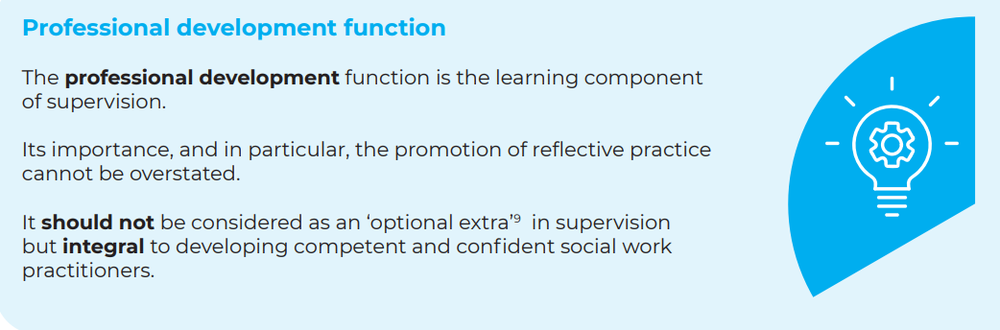 Professional development function
The professional development function is the learning component
of supervision.
Its importance, and in particular, the promotion of reflective practice
cannot be overstated.
It should not be considered as an ‘optional extra’⁹ in supervision
but integral to developing competent and confident social work
practitioners.